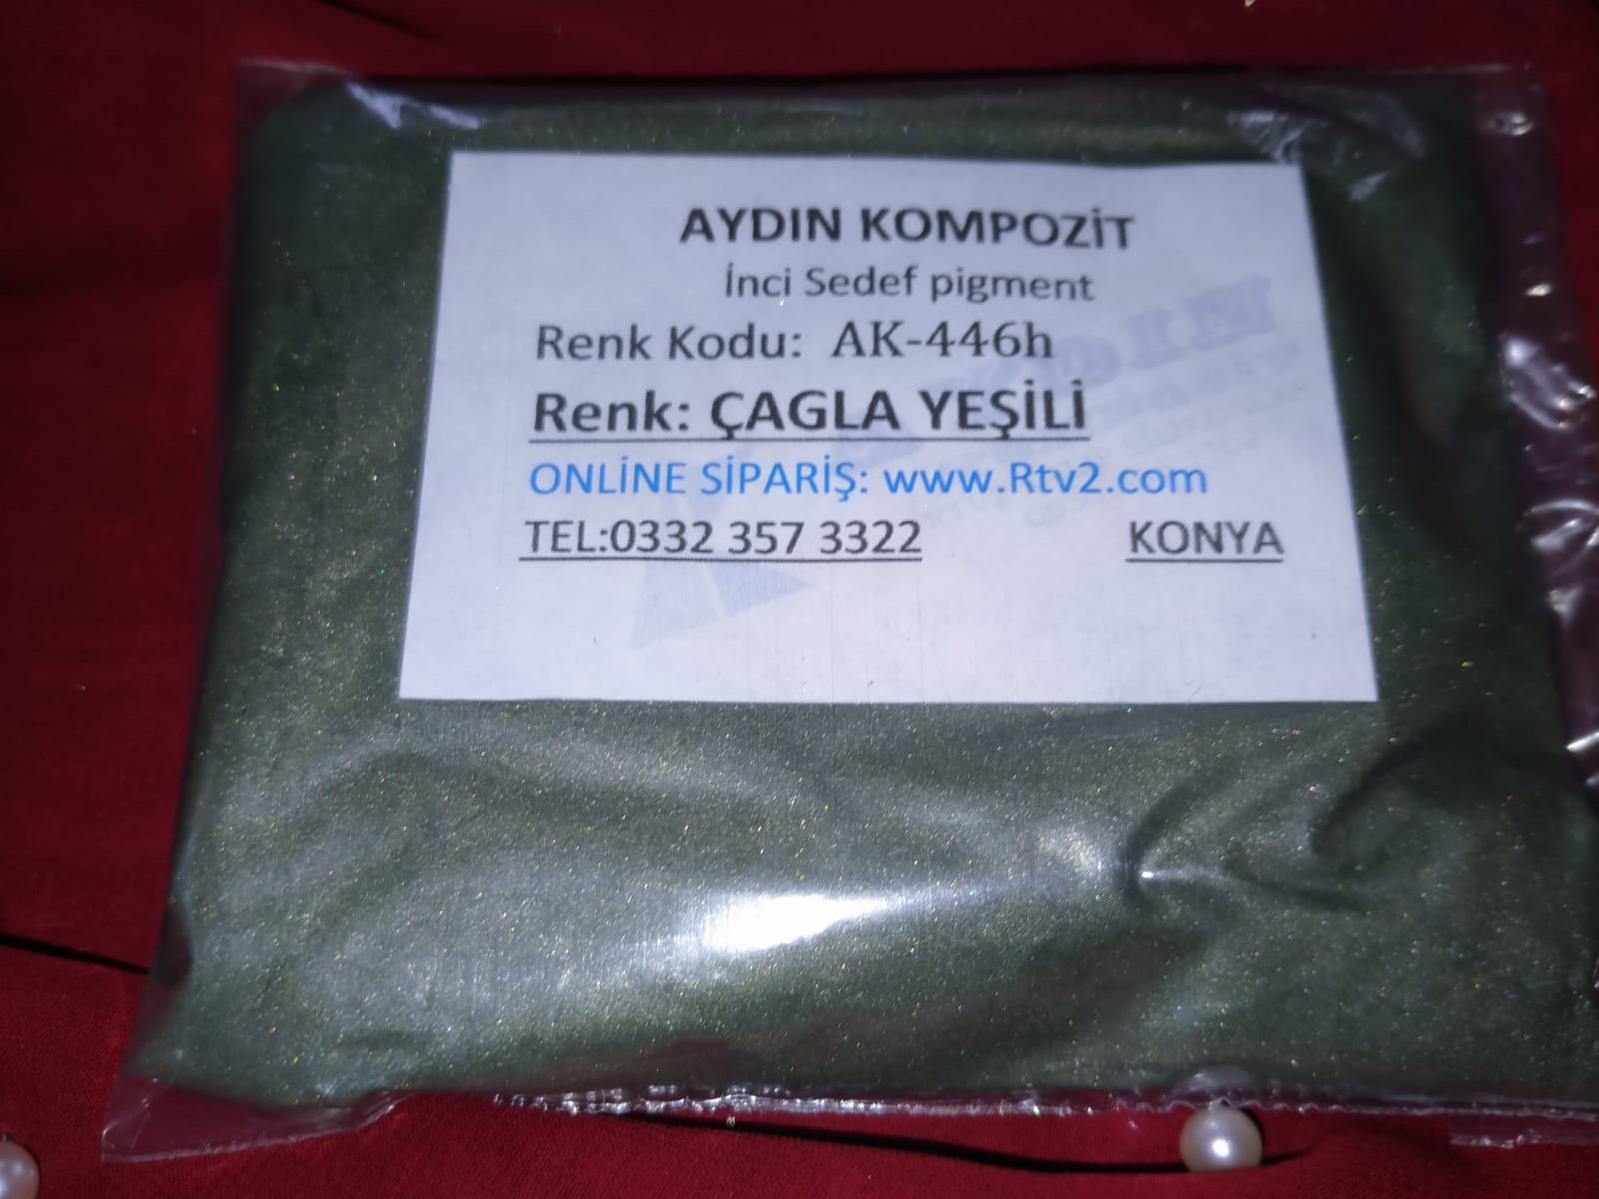 AYDIN KOMPOZİT
İnci Sedef pigment
Renk Kodu: AK-446h
Renk: ÇAGLA YEŞİLİ
ONLİNE SİPARİŞ: www.Rtv2.com
TEL:0332 357 3322 KONYA